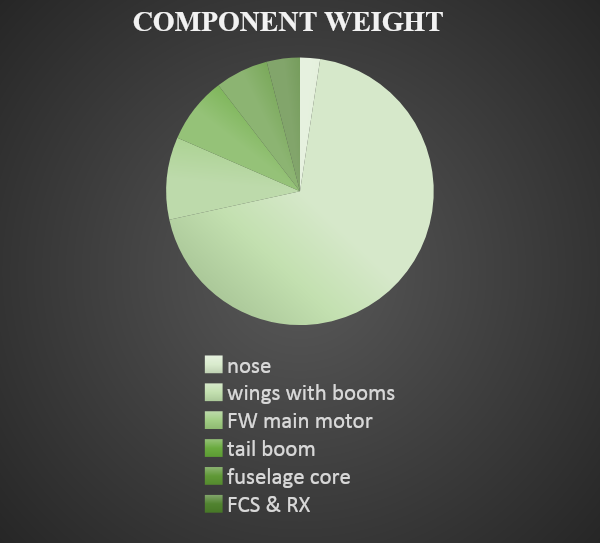 COMPONENT WEIGHT
nose
wings with booms
FW main motor
tail boom
fuselage core
FCS & RX